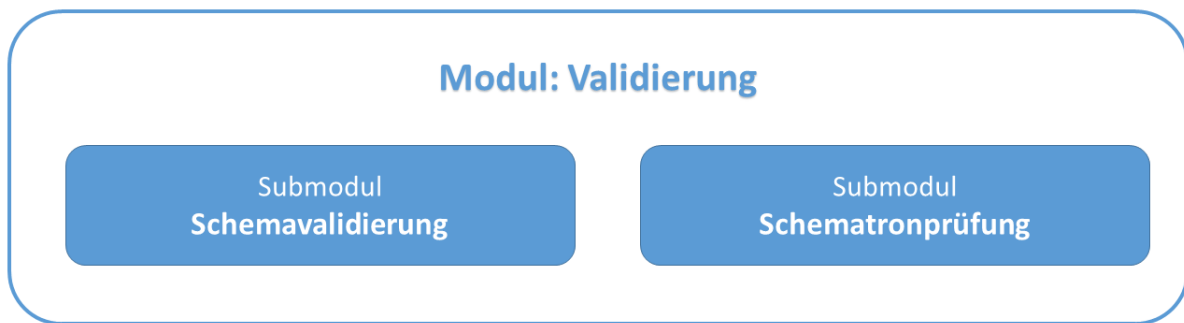 Modul: Validierung
Submodul
Schemavalidierung
Submodul
Schematronprüfung